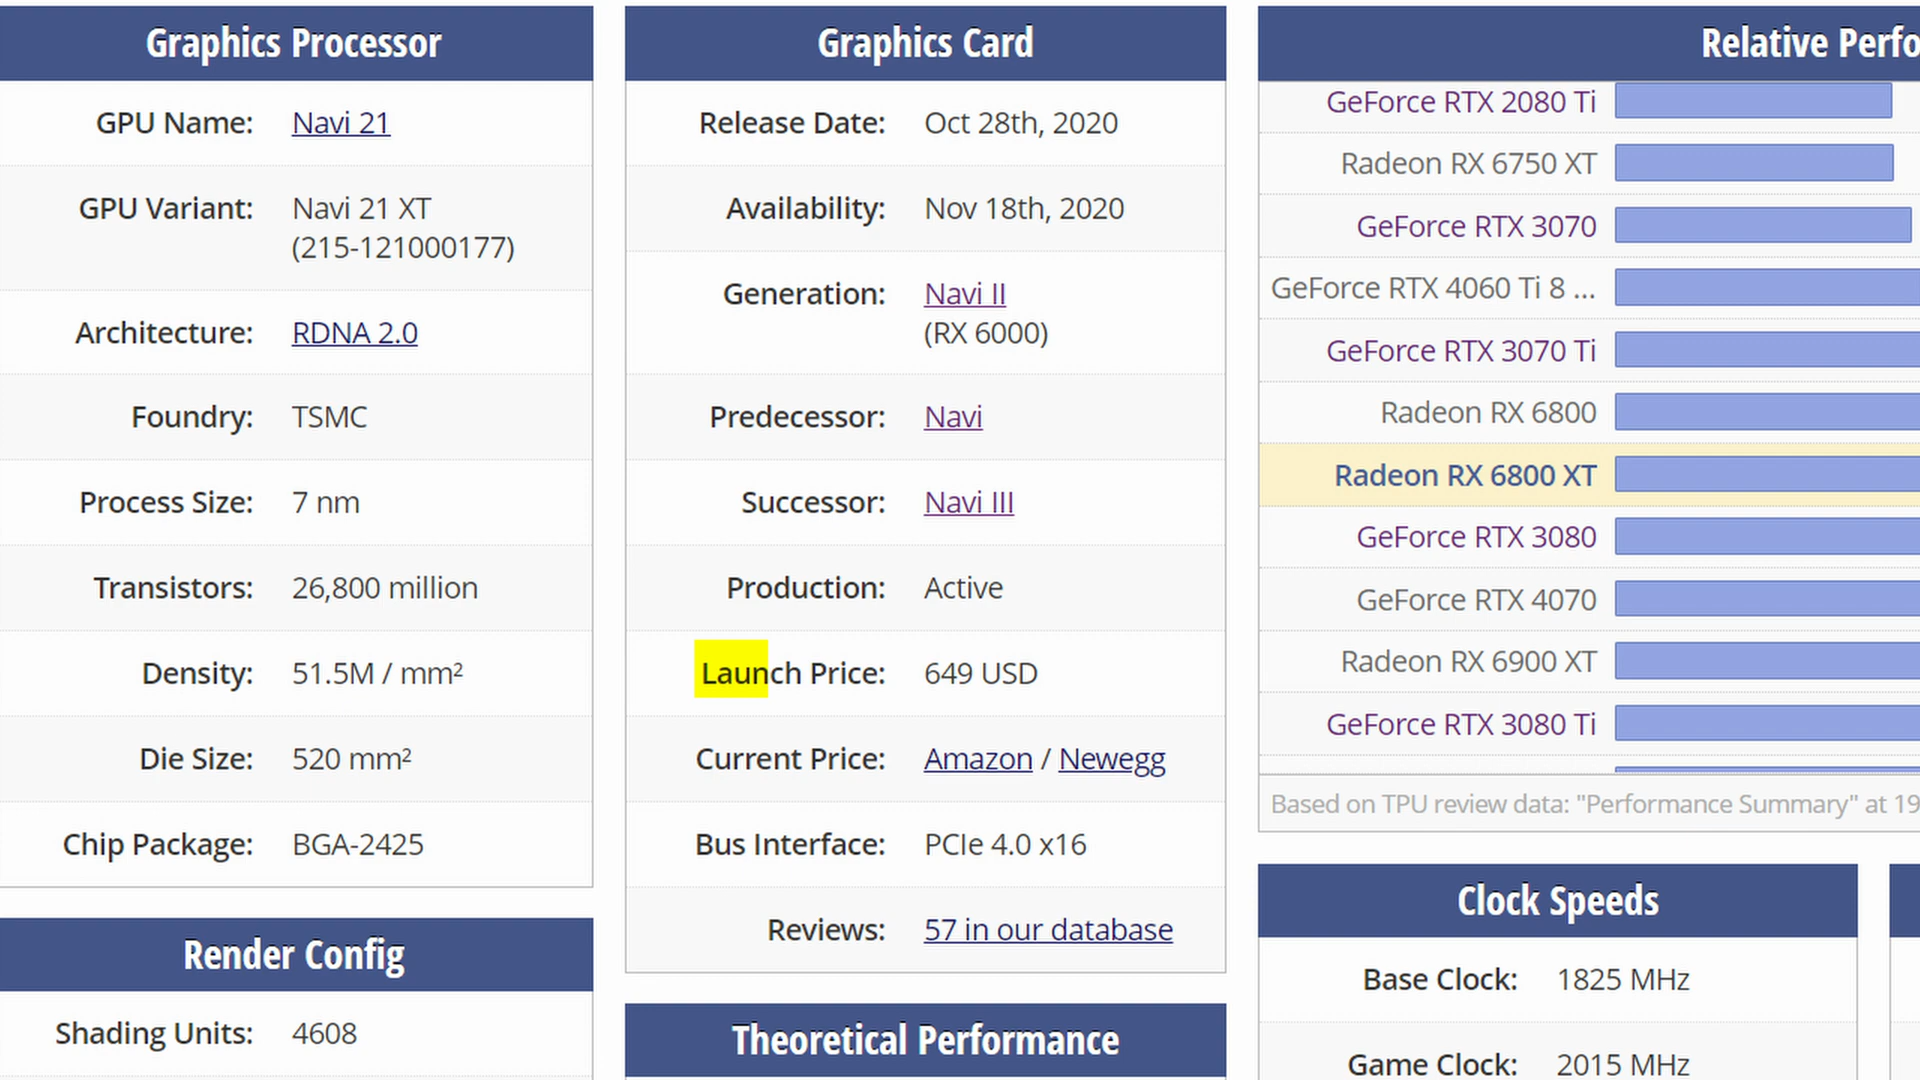 Graphics Processor
GPU Name: Navi 21
GPU Variant: Navi 21 XT
(215-121000177)
Architecture: RDNA 2.0
Foundry: TSMC
Process Size: 7 nm
Transistors: 26,800 million
Density: 51.5M / mm²
Die Size: 520 mm²
Chip Package: BGA-2425
Render Config
Shading Units: 4608
Graphics Card
Release Date: Oct 28th, 2020
Availability: Nov 18th, 2020
Generation: Navi II
(RX 6000)
Predecessor: Navi
Successor: Navi III
Production: Active
Launch Price: 649 USD
Current Price: Amazon / Newegg
Bus Interface: PCIe 4.0 x16
Reviews: 57 in our database
Theoretical Performance
Relative Perfo
GeForce RTX 2080 Ti
Radeon RX 6750 XT
GeForce RTX 3070
GeForce RTX 4060 Ti 8 ...
GeForce RTX 3070 Ti
Radeon RX 6800
Radeon RX 6800 XT
GeForce RTX 3080
GeForce RTX 4070
Radeon RX 6900 XT
GeForce RTX 3080 Ti
Based on TPU review data: "Performance Summary" at 19
Clock Speeds
Base Clock: 1825 MHz
Game Clock: 2015 MHz